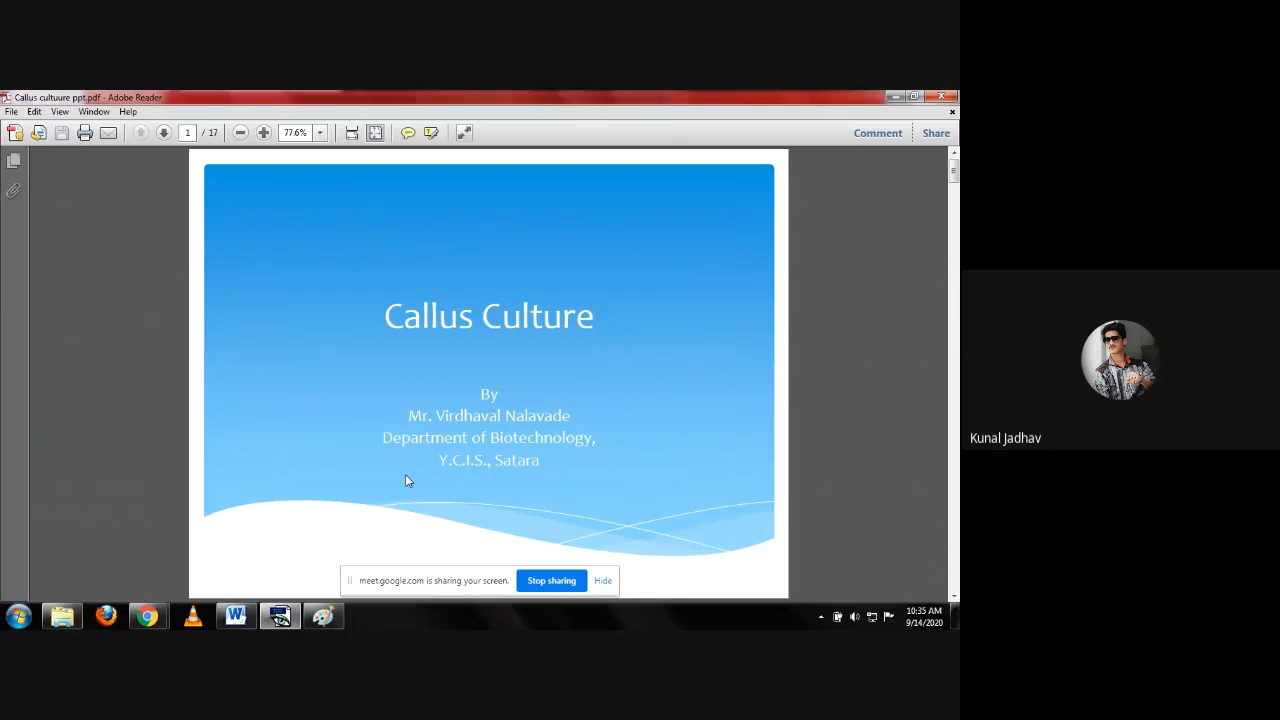 Callus cultuure ppt.pdf - Adobe Reader
File Edit View Window Help
1 / 17 77.6% Comment Share
Callus Culture
By
Mr. Virdhaval Nalavade
Department of Biotechnology,
Y.C.I.S., Satara
Kunal Jadhav
meet.google.com is sharing your screen. Stop sharing Hide
10:35 AM
9/14/2020